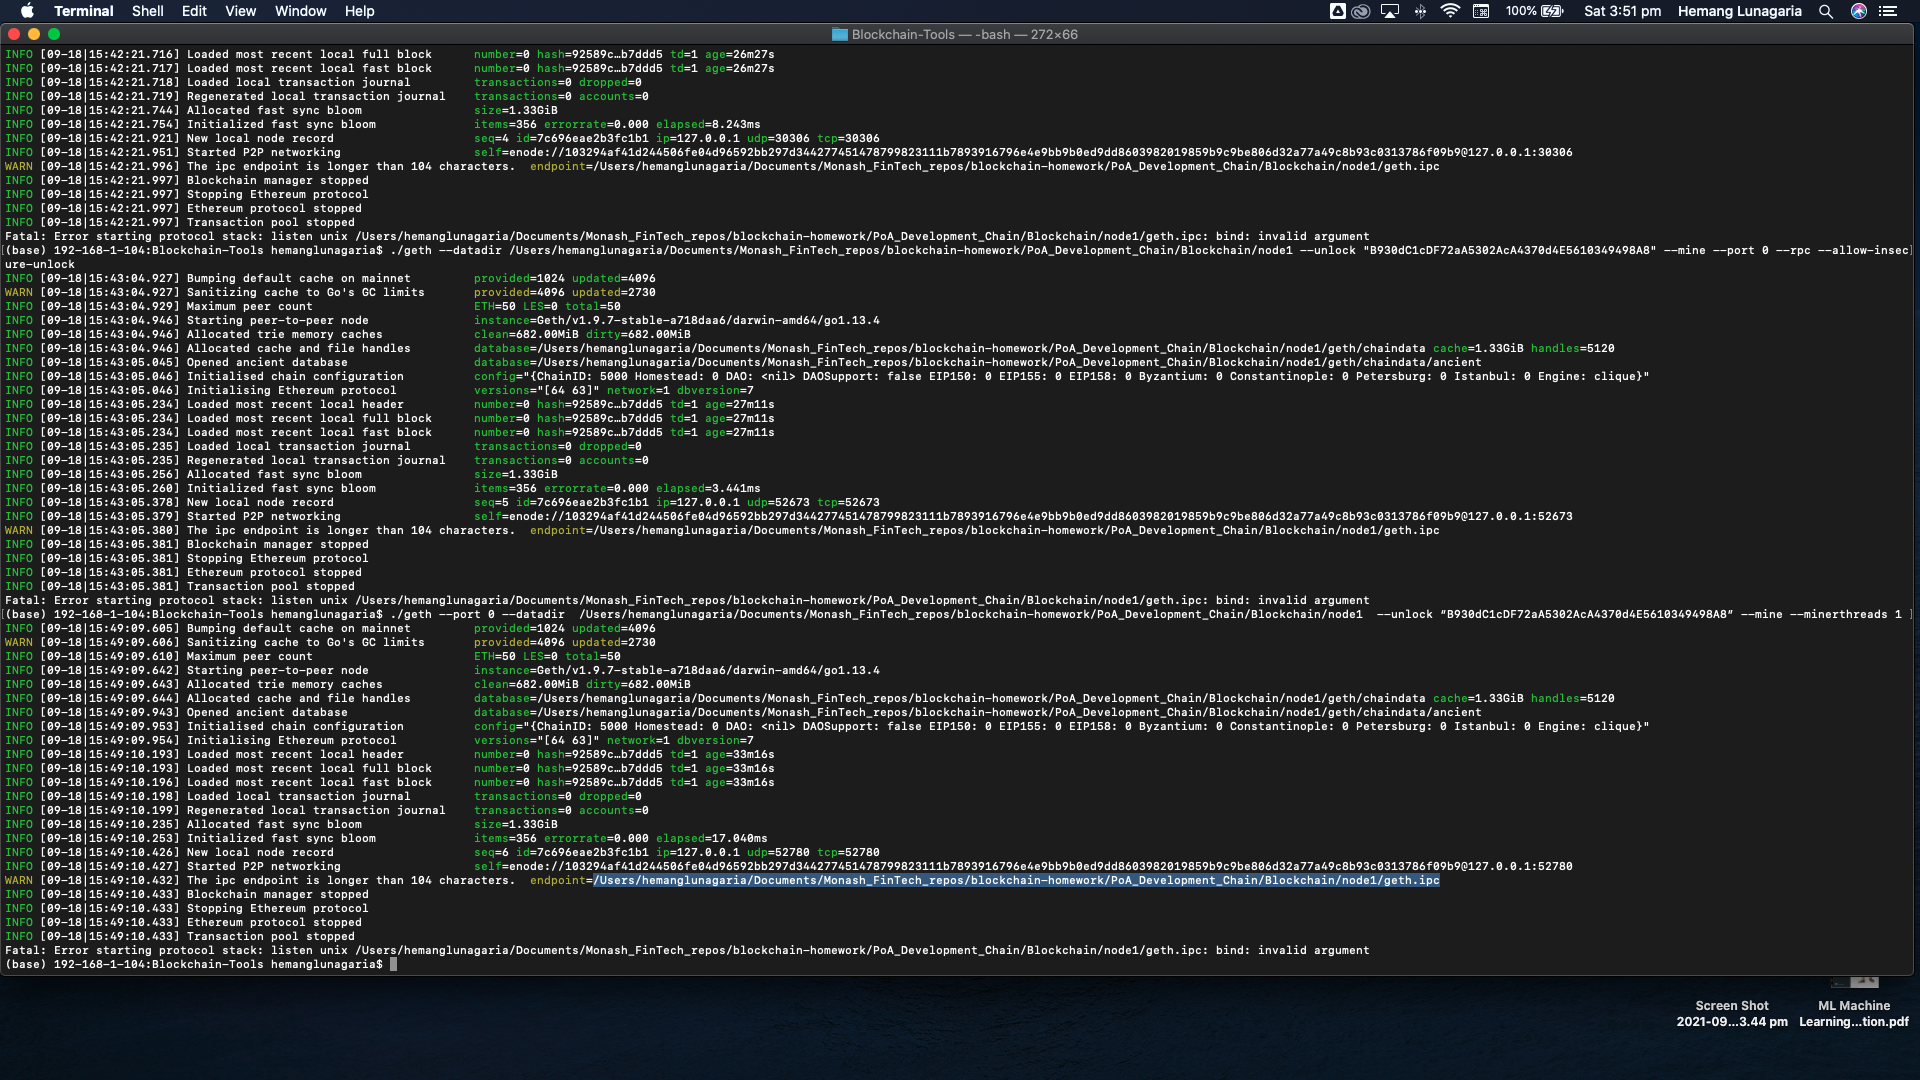 Terminal Shell Edit View Window Help 100% Sat 3:51 pm Hemang Lunagaria
Blockchain-Tools — -bash — 272×66
INFO [09-18|15:42:21.716] Loaded most recent local full block number=0 hash=92589c…b7ddd5 td=1 age=26m27s
INFO [09-18|15:42:21.717] Loaded most recent local fast block number=0 hash=92589c…b7ddd5 td=1 age=26m27s
INFO [09-18|15:42:21.718] Loaded local transaction journal transactions=0 dropped=0
INFO [09-18|15:42:21.719] Regenerated local transaction journal transactions=0 accounts=0
INFO [09-18|15:42:21.744] Allocated fast sync bloom size=1.33GiB
INFO [09-18|15:42:21.754] Initialized fast sync bloom items=356 errorrate=0.000 elapsed=8.243ms
INFO [09-18|15:42:21.921] New local node record seq=4 id=7c696eae2b3fc1b1 ip=127.0.0.1 udp=30306 tcp=30306
INFO [09-18|15:42:21.951] Started P2P networking self=enode://103294af41d244506fe04d96592bb297d344277451478799823111b7893916796e4e9bb9b0ed9dd8603982019859b9c9be806d32a77a49c8b93c0313786f09b9@127.0.0.1:30306
WARN [09-18|15:42:21.996] The ipc endpoint is longer than 104 characters. endpoint=/Users/hemanglunagaria/Documents/Monash_FinTech_repos/blockchain-homework/PoA_Development_Chain/Blockchain/node1/geth.ipc
INFO [09-18|15:42:21.997] Blockchain manager stopped
INFO [09-18|15:42:21.997] Stopping Ethereum protocol
INFO [09-18|15:42:21.997] Ethereum protocol stopped
INFO [09-18|15:42:21.997] Transaction pool stopped
Fatal: Error starting protocol stack: listen unix /Users/hemanglunagaria/Documents/Monash_FinTech_repos/blockchain-homework/PoA_Development_Chain/Blockchain/node1/geth.ipc: bind: invalid argument
[(base) 192-168-1-104:Blockchain-Tools hemanglunagaria$ ./geth --datadir /Users/hemanglunagaria/Documents/Monash_FinTech_repos/blockchain-homework/PoA_Development_Chain/Blockchain/node1 --unlock "B930dC1cDF72aA5302AcA4370d4E5610349498A8" --mine --port 0 --rpc --allow-insec]
ure-unlock
INFO [09-18|15:43:04.927] Bumping default cache on mainnet provided=1024 updated=4096
WARN [09-18|15:43:04.927] Sanitizing cache to Go's GC limits provided=4096 updated=2730
INFO [09-18|15:43:04.929] Maximum peer count ETH=50 LES=0 total=50
INFO [09-18|15:43:04.946] Starting peer-to-peer node instance=Geth/v1.9.7-stable-a718daa6/darwin-amd64/go1.13.4
INFO [09-18|15:43:04.946] Allocated trie memory caches clean=682.00MiB dirty=682.00MiB
INFO [09-18|15:43:04.946] Allocated cache and file handles database=/Users/hemanglunagaria/Documents/Monash_FinTech_repos/blockchain-homework/PoA_Development_Chain/Blockchain/node1/geth/chaindata cache=1.33GiB handles=5120
INFO [09-18|15:43:05.045] Opened ancient database database=/Users/hemanglunagaria/Documents/Monash_FinTech_repos/blockchain-homework/PoA_Development_Chain/Blockchain/node1/geth/chaindata/ancient
INFO [09-18|15:43:05.046] Initialised chain configuration config="{ChainID: 5000 Homestead: 0 DAO: <nil> DAOSupport: false EIP150: 0 EIP155: 0 EIP158: 0 Byzantium: 0 Constantinople: 0 Petersburg: 0 Istanbul: 0 Engine: clique}"
INFO [09-18|15:43:05.046] Initialising Ethereum protocol versions="[64 63]" network=1 dbversion=7
INFO [09-18|15:43:05.234] Loaded most recent local header number=0 hash=92589c…b7ddd5 td=1 age=27m11s
INFO [09-18|15:43:05.234] Loaded most recent local full block number=0 hash=92589c…b7ddd5 td=1 age=27m11s
INFO [09-18|15:43:05.234] Loaded most recent local fast block number=0 hash=92589c…b7ddd5 td=1 age=27m11s
INFO [09-18|15:43:05.235] Loaded local transaction journal transactions=0 dropped=0
INFO [09-18|15:43:05.235] Regenerated local transaction journal transactions=0 accounts=0
INFO [09-18|15:43:05.256] Allocated fast sync bloom size=1.33GiB
INFO [09-18|15:43:05.260] Initialized fast sync bloom items=356 errorrate=0.000 elapsed=3.441ms
INFO [09-18|15:43:05.378] New local node record seq=5 id=7c696eae2b3fc1b1 ip=127.0.0.1 udp=52673 tcp=52673
INFO [09-18|15:43:05.379] Started P2P networking self=enode://103294af41d244506fe04d96592bb297d344277451478799823111b7893916796e4e9bb9b0ed9dd8603982019859b9c9be806d32a77a49c8b93c0313786f09b9@127.0.0.1:52673
WARN [09-18|15:43:05.380] The ipc endpoint is longer than 104 characters. endpoint=/Users/hemanglunagaria/Documents/Monash_FinTech_repos/blockchain-homework/PoA_Development_Chain/Blockchain/node1/geth.ipc
INFO [09-18|15:43:05.381] Blockchain manager stopped
INFO [09-18|15:43:05.381] Stopping Ethereum protocol
INFO [09-18|15:43:05.381] Ethereum protocol stopped
INFO [09-18|15:43:05.381] Transaction pool stopped
Fatal: Error starting protocol stack: listen unix /Users/hemanglunagaria/Documents/Monash_FinTech_repos/blockchain-homework/PoA_Development_Chain/Blockchain/node1/geth.ipc: bind: invalid argument
[(base) 192-168-1-104:Blockchain-Tools hemanglunagaria$ ./geth --port 0 --datadir /Users/hemanglunagaria/Documents/Monash_FinTech_repos/blockchain-homework/PoA_Development_Chain/Blockchain/node1 --unlock “B930dC1cDF72aA5302AcA4370d4E5610349498A8” --mine --minerthreads 1 ]
INFO [09-18|15:49:09.605] Bumping default cache on mainnet provided=1024 updated=4096
WARN [09-18|15:49:09.606] Sanitizing cache to Go's GC limits provided=4096 updated=2730
INFO [09-18|15:49:09.610] Maximum peer count ETH=50 LES=0 total=50
INFO [09-18|15:49:09.642] Starting peer-to-peer node instance=Geth/v1.9.7-stable-a718daa6/darwin-amd64/go1.13.4
INFO [09-18|15:49:09.643] Allocated trie memory caches clean=682.00MiB dirty=682.00MiB
INFO [09-18|15:49:09.644] Allocated cache and file handles database=/Users/hemanglunagaria/Documents/Monash_FinTech_repos/blockchain-homework/PoA_Development_Chain/Blockchain/node1/geth/chaindata cache=1.33GiB handles=5120
INFO [09-18|15:49:09.943] Opened ancient database database=/Users/hemanglunagaria/Documents/Monash_FinTech_repos/blockchain-homework/PoA_Development_Chain/Blockchain/node1/geth/chaindata/ancient
INFO [09-18|15:49:09.953] Initialised chain configuration config="{ChainID: 5000 Homestead: 0 DAO: <nil> DAOSupport: false EIP150: 0 EIP155: 0 EIP158: 0 Byzantium: 0 Constantinople: 0 Petersburg: 0 Istanbul: 0 Engine: clique}"
INFO [09-18|15:49:09.954] Initialising Ethereum protocol versions="[64 63]" network=1 dbversion=7
INFO [09-18|15:49:10.193] Loaded most recent local header number=0 hash=92589c…b7ddd5 td=1 age=33m16s
INFO [09-18|15:49:10.194] Loaded most recent local full block number=0 hash=92589c…b7ddd5 td=1 age=33m16s
INFO [09-18|15:49:10.196] Loaded most recent local fast block number=0 hash=92589c…b7ddd5 td=1 age=33m16s
INFO [09-18|15:49:10.198] Loaded local transaction journal transactions=0 dropped=0
INFO [09-18|15:49:10.199] Regenerated local transaction journal transactions=0 accounts=0
INFO [09-18|15:49:10.235] Allocated fast sync bloom size=1.33GiB
INFO [09-18|15:49:10.253] Initialized fast sync bloom items=356 errorrate=0.000 elapsed=17.040ms
INFO [09-18|15:49:10.426] New local node record seq=6 id=7c696eae2b3fc1b1 ip=127.0.0.1 udp=52780 tcp=52780
INFO [09-18|15:49:10.427] Started P2P networking self=enode://103294af41d244506fe04d96592bb297d344277451478799823111b7893916796e4e9bb9b0ed9dd8603982019859b9c9be806d32a77a49c8b93c0313786f09b9@127.0.0.1:52780
WARN [09-18|15:49:10.432] The ipc endpoint is longer than 104 characters. endpoint=/Users/hemanglunagaria/Documents/Monash_FinTech_repos/blockchain-homework/PoA_Development_Chain/Blockchain/node1/geth.ipc
INFO [09-18|15:49:10.433] Blockchain manager stopped
INFO [09-18|15:49:10.433] Stopping Ethereum protocol
INFO [09-18|15:49:10.433] Ethereum protocol stopped
INFO [09-18|15:49:10.433] Transaction pool stopped
Fatal: Error starting protocol stack: listen unix /Users/hemanglunagaria/Documents/Monash_FinTech_repos/blockchain-homework/PoA_Development_Chain/Blockchain/node1/geth.ipc: bind: invalid argument
(base) 192-168-1-104:Blockchain-Tools hemanglunagaria$
Screen Shot
2021-09...3.44 pm
ML Machine
Learning...tion.pdf